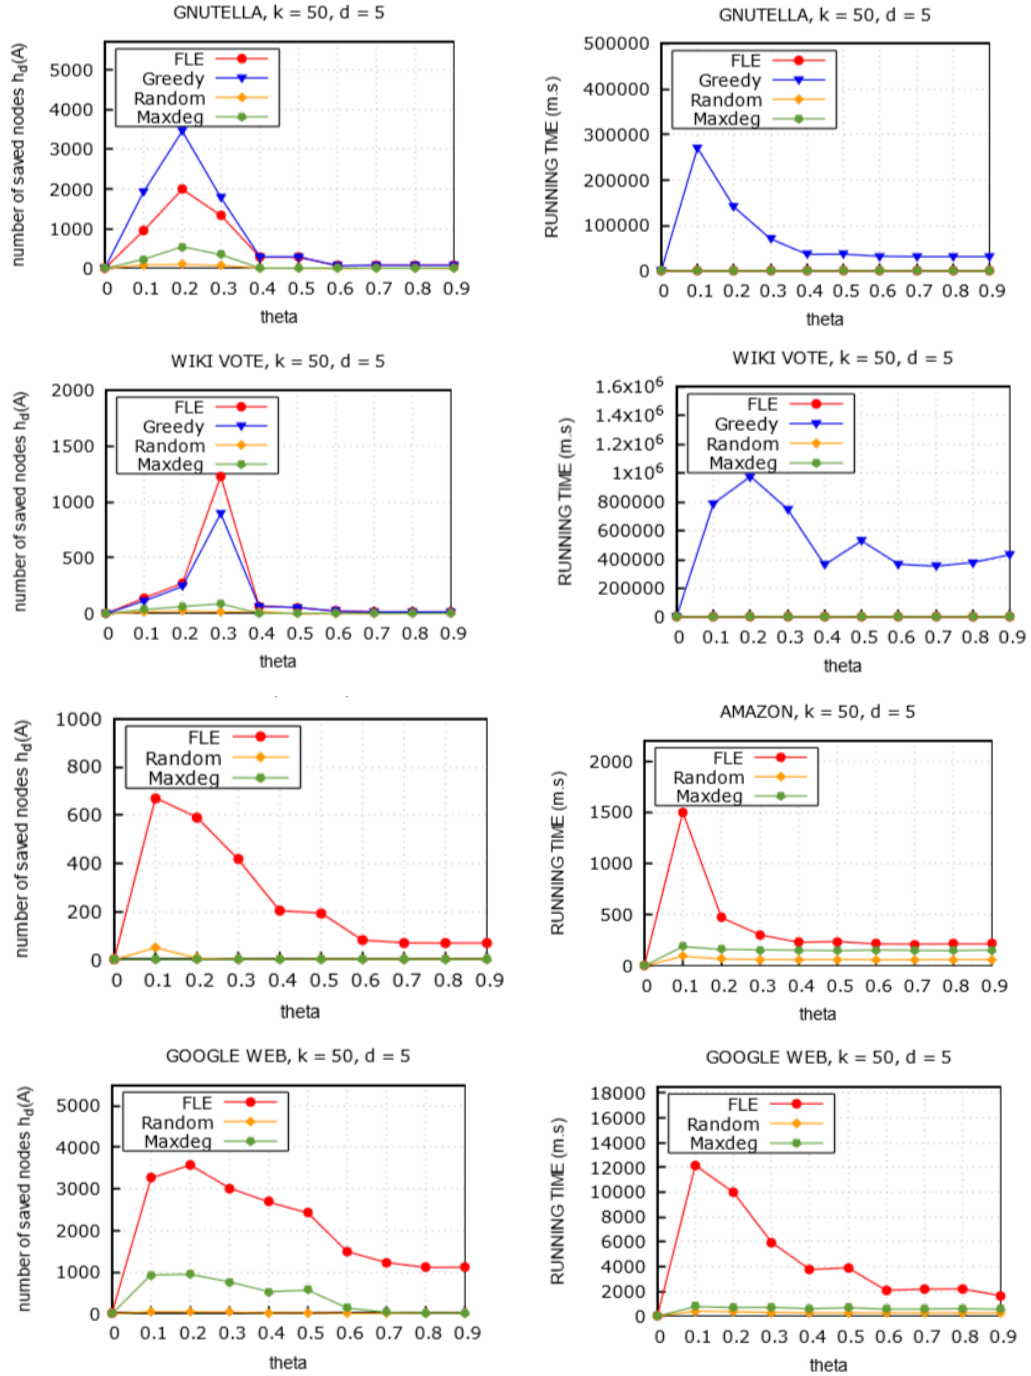 GNUTELLA, k = 50, d = 5
number of saved nodes h_d(A)
5000
4000
3000
2000
1000
0
FLE
Greedy
Random
Maxdeg
0 0.1 0.2 0.3 0.4 0.5 0.6 0.7 0.8 0.9
theta
GNUTELLA, k = 50, d = 5
RUNNING TME (m.s)
500000
400000
300000
200000
100000
0
FLE
Greedy
Random
Maxdeg
0 0.1 0.2 0.3 0.4 0.5 0.6 0.7 0.8 0.9
theta
WIKI VOTE, k = 50, d = 5
number of saved nodes h_d(A)
2000
1500
1000
500
0
FLE
Greedy
Random
Maxdeg
0 0.1 0.2 0.3 0.4 0.5 0.6 0.7 0.8 0.9
theta
WIKI VOTE, k = 50, d = 5
RUNNING TIME (m.s)
1.6x10^6
1.4x10^6
1.2x10^6
1x10^6
800000
600000
400000
200000
0
FLE
Greedy
Random
Maxdeg
0 0.1 0.2 0.3 0.4 0.5 0.6 0.7 0.8 0.9
theta
number of saved nodes h_d(A)
1000
800
600
400
200
0
FLE
Random
Maxdeg
0 0.1 0.2 0.3 0.4 0.5 0.6 0.7 0.8 0.9
theta
AMAZON, k = 50, d = 5
RUNNING TIME (m.s)
2000
1500
1000
500
0
FLE
Random
Maxdeg
0 0.1 0.2 0.3 0.4 0.5 0.6 0.7 0.8 0.9
theta
GOOGLE WEB, k = 50, d = 5
number of saved nodes h_d(A)
5000
4000
3000
2000
1000
0
FLE
Random
Maxdeg
0 0.1 0.2 0.3 0.4 0.5 0.6 0.7 0.8 0.9
theta
GOOGLE WEB, k = 50, d = 5
RUNNING TIME (m.s)
18000
16000
14000
12000
10000
8000
6000
4000
2000
0
FLE
Random
Maxdeg
0 0.1 0.2 0.3 0.4 0.5 0.6 0.7 0.8 0.9
theta